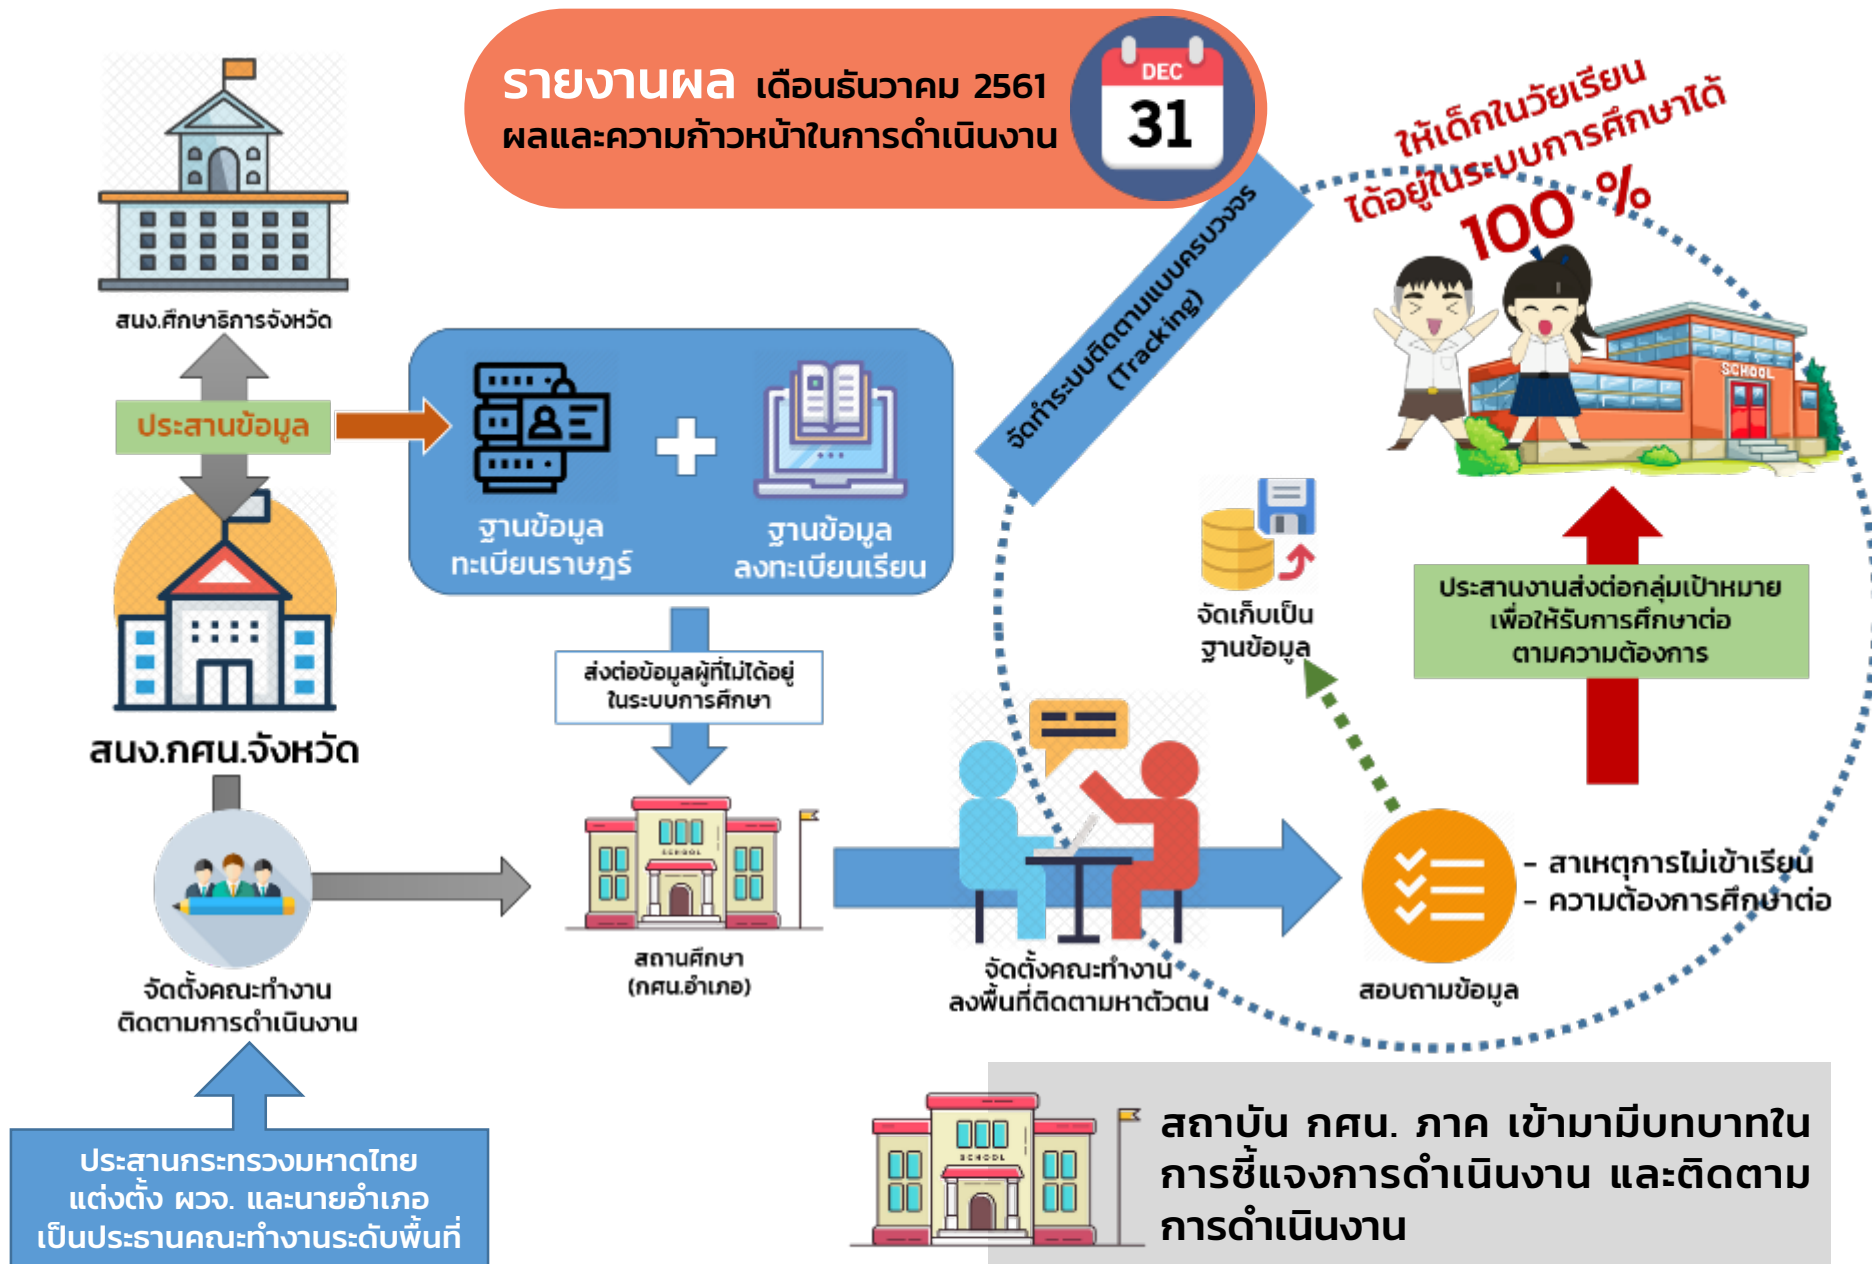 รายงานผล เดือนธันวาคม 2561
ผลและความก้าวหน้าในการดำเนินงาน
DEC
31
ให้เด็กในวัยเรียน
ได้อยู่ในระบบการศึกษาได้
100 %
SCHOOL
สนง.ศึกษาธิการจังหวัด
ประสานข้อมูล
สนง.กศน.จังหวัด
ฐานข้อมูล
ทะเบียนราษฎร์
ฐานข้อมูล
ลงทะเบียนเรียน
จัดทำระบบติดตามแบบครบวงจร
(Tracking)
จัดเก็บเป็น
ฐานข้อมูล
ประสานงานส่งต่อกลุ่มเป้าหมาย
เพื่อให้รับการศึกษาต่อ
ตามความต้องการ
ส่งต่อข้อมูลผู้ที่ไม่ได้อยู่
ในระบบการศึกษา
SCHOOL
สถานศึกษา
(กศน.อำเภอ)
จัดตั้งคณะทำงาน
ติดตามการดำเนินงาน
จัดตั้งคณะทำงาน
ลงพื้นที่ติดตามหาตัวตน
สอบถามข้อมูล
- สาเหตุการไม่เข้าเรียน
- ความต้องการศึกษาต่อ
ประสานกระทรวงมหาดไทย
แต่งตั้ง ผวจ. และนายอำเภอ
เป็นประธานคณะทำงานระดับพื้นที่
SCHOOL
สถาบัน กศน. ภาค เข้ามามีบทบาทใน
การชี้แจงการดำเนินงาน และติดตาม
การดำเนินงาน